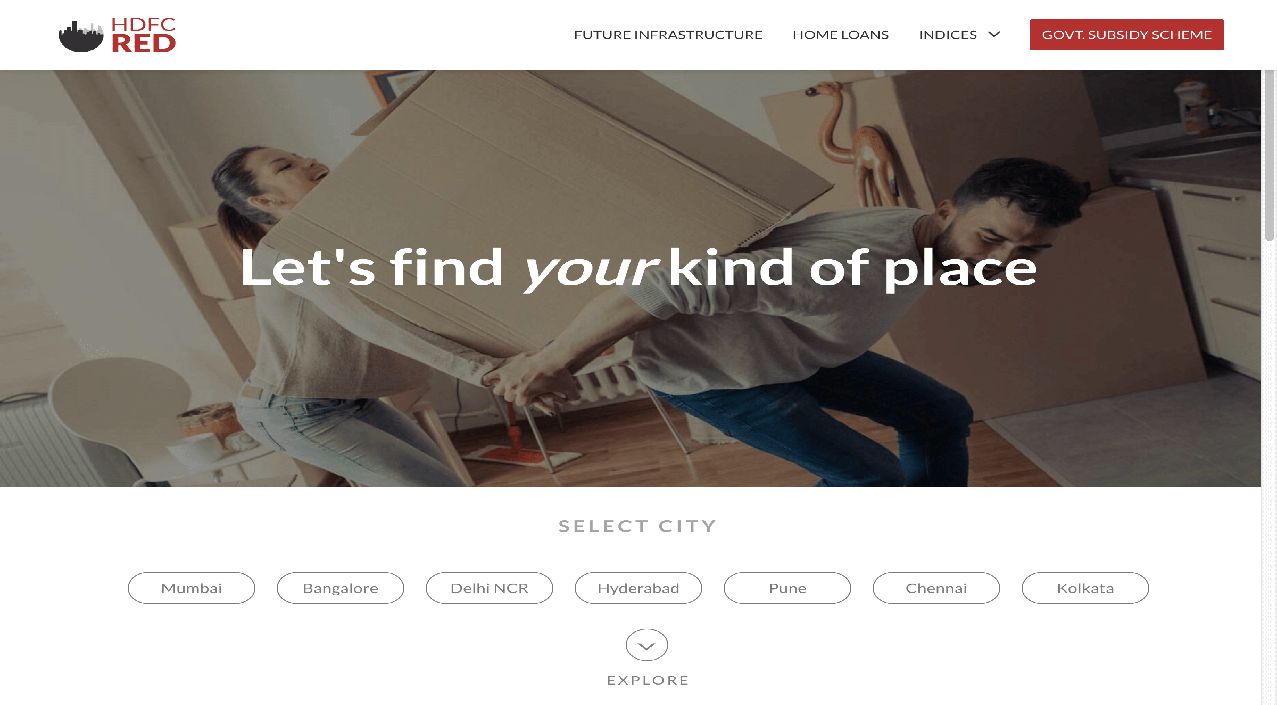 HDFC
RED
FUTURE INFRASTRUCTURE
HOME LOANS
INDICES
GOVT. SUBSIDY SCHEME
Let's find your kind of place
SELECT CITY
Mumbai
Bangalore
Delhi NCR
Hyderabad
Pune
Chennai
Kolkata
EXPLORE